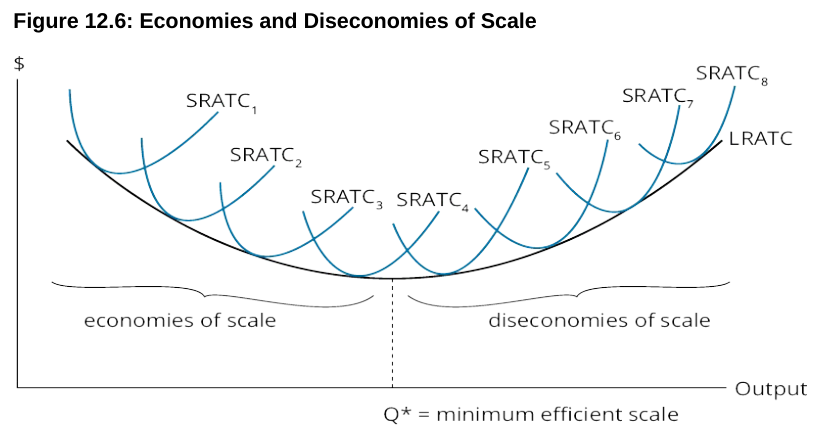 Figure 12.6: Economies and Diseconomies of Scale
$
SRATC1
SRATC2
SRATC3
SRATC4
SRATC5
SRATC6
SRATC7
SRATC8
LRATC
economies of scale
diseconomies of scale
Output
Q* = minimum efficient scale